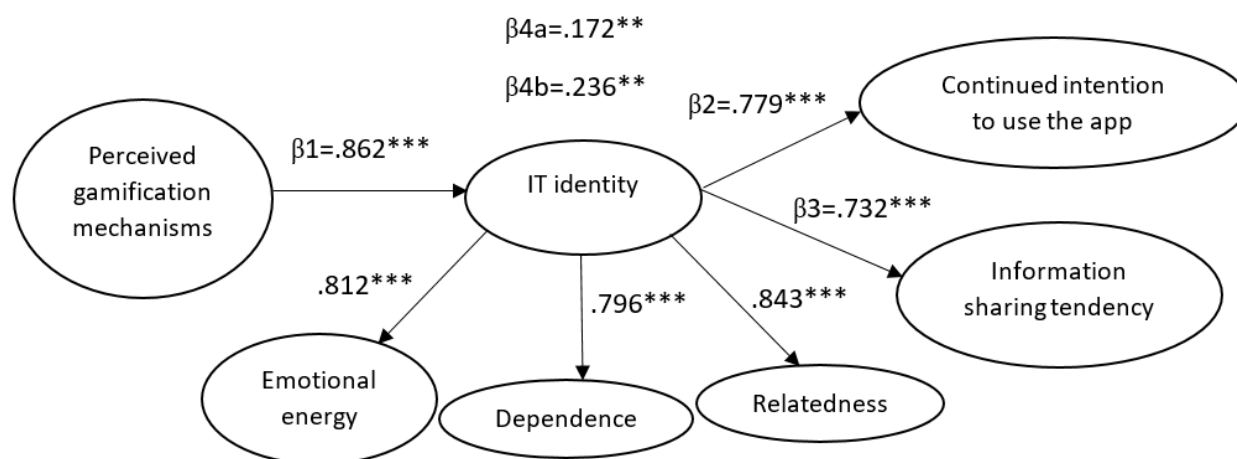 β4a=.172**
β4b=.236**
β1=.862***
β2=.779***
β3=.732***
Perceived
gamification
mechanisms
IT identity
Continued intention
to use the app
Information
sharing tendency
.812***
.796***
.843***
Emotional
energy
Dependence
Relatedness